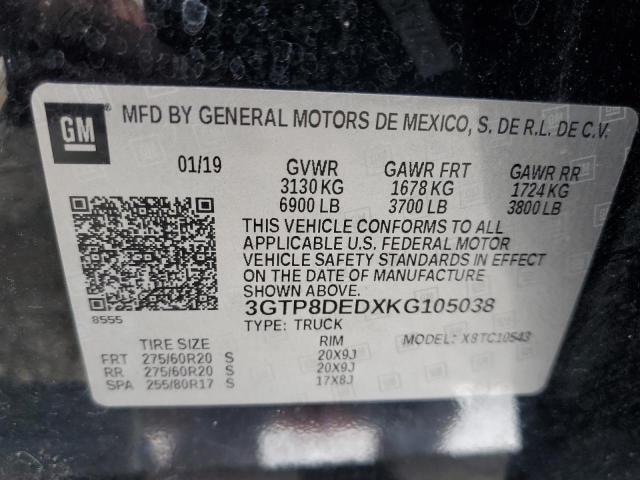 GM
MFD BY GENERAL MOTORS DE MEXICO, S. DE R.L. DE C.V.
01/19 GVWR GAWR FRT GAWR RR
3130 KG 1678 KG 1724 KG
6900 LB 3700 LB 3800 LB
THIS VEHICLE CONFORMS TO ALL
APPLICABLE U.S. FEDERAL MOTOR
VEHICLE SAFETY STANDARDS IN EFFECT
ON THE DATE OF MANUFACTURE
SHOWN ABOVE.
8555
3GTP8DEDXKG105038
TYPE: TRUCK MODEL: X8TC10543
TIRE SIZE RIM
FRT 275/60R20 S 20X9J
RR 275/60R20 S 20X9J
SPA 255/80R17 S 17X8J